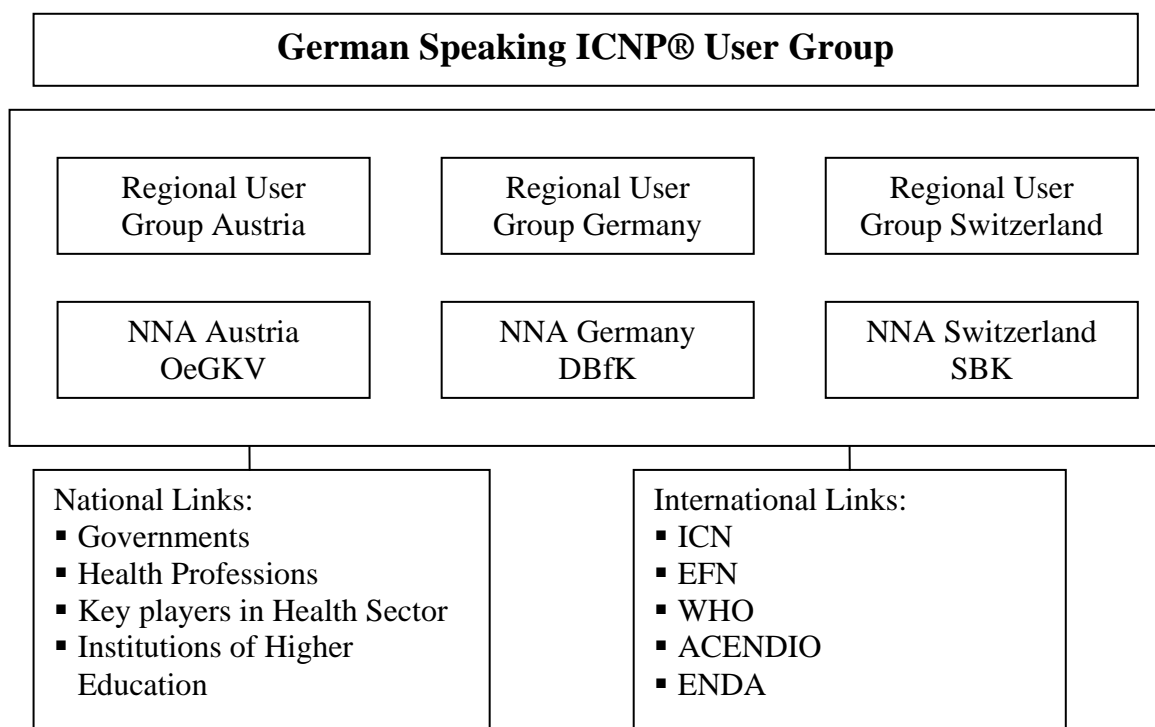 German Speaking ICNP® User Group
Regional User
Group Austria
Regional User
Group Germany
Regional User
Group Switzerland
NNA Austria
OeGKV
NNA Germany
DBfK
NNA Switzerland
SBK
National Links:
▪ Governments
▪ Health Professions
▪ Key players in Health Sector
▪ Institutions of Higher
Education
International Links:
▪ ICN
▪ EFN
▪ WHO
▪ ACENDIO
▪ ENDA